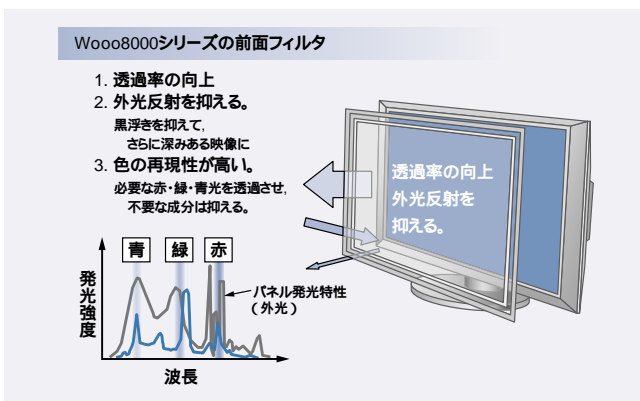 Wooo8000シリーズの前面フィルタ
1. 透過率の向上
2. 外光反射を抑える。
黒浮きを抑えて,
さらに深みある映像に
3. 色の再現性が高い。
必要な赤・緑・青光を透過させ,
不要な成分は抑える。
透過率の向上
外光反射を
抑える。
青 緑 赤
発光強度
パネル発光特性
(外光)
波長